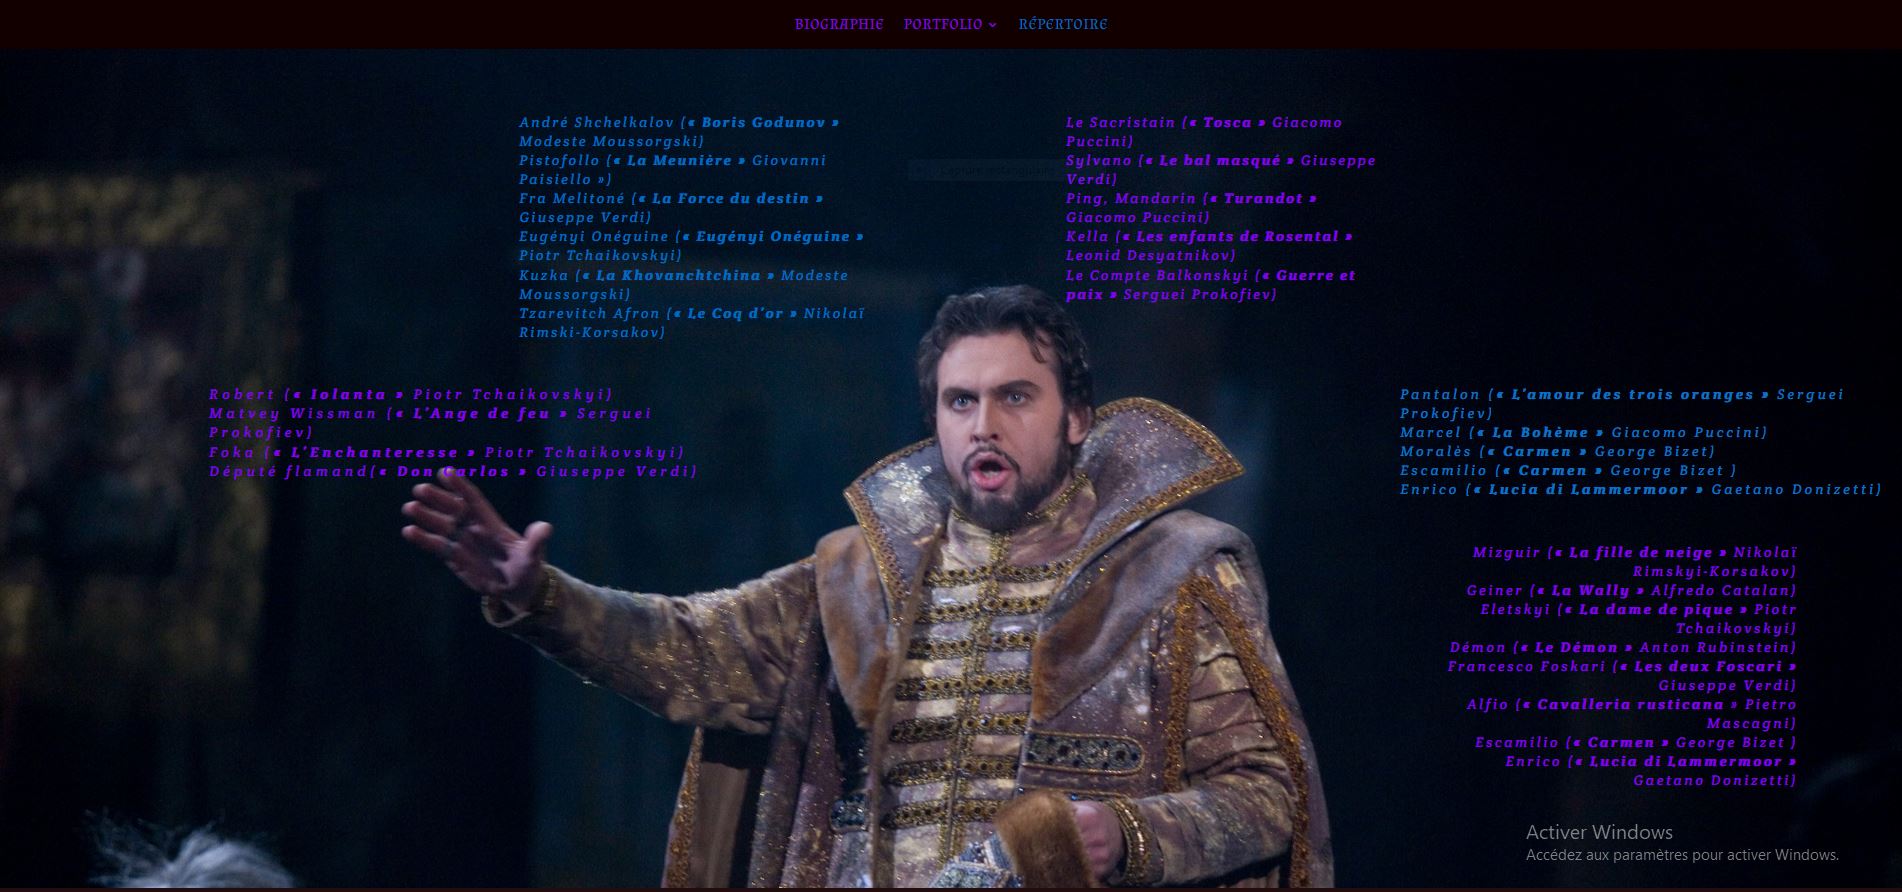 BIOGRAPHIE PORTFOLIO RÉPERTOIRE
André Shchelkalov (« Boris Godunov »
Modeste Moussorgski)
Pistofollo (« La Meunière » Giovanni
Paisiello »)
Fra Melitoné (« La Force du destin »
Giuseppe Verdi)
Eugényi Onéguine (« Eugényi Onéguine »
Piotr Tchaikovskyi)
Kuzka (« La Khovanchtchina » Modeste
Moussorgski)
Tzarevitch Afron (« Le Coq d'or » Nikolaï
Rimski-Korsakov)
Le Sacristain (« Tosca » Giacomo
Puccini)
Sylvano (« Le bal masqué » Giuseppe
Verdi)
Ping, Mandarin (« Turandot »
Giacomo Puccini)
Kella (« Les enfants de Rosental »
Leonid Desyatnikov)
Le Compte Balkonskyi (« Guerre et
paix » Serguei Prokofiev)
Robert (« Iolanta » Piotr Tchaikovskyi)
Matvey Wissman (« L'Ange de feu » Serguei
Prokofiev)
Foka (« L'Enchanteresse » Piotr Tchaikovskyi)
Député flamand(« Don Carlos » Giuseppe Verdi)
Pantalon (« L'amour des trois oranges » Serguei
Prokofiev)
Marcel (« La Bohème » Giacomo Puccini)
Moralès (« Carmen » George Bizet)
Escamilio (« Carmen » George Bizet )
Enrico (« Lucia di Lammermoor » Gaetano Donizetti)
Mizguir (« La fille de neige » Nikolaï
Rimskyi-Korsakov)
Geiner (« La Wally » Alfredo Catalan)
Eletskyi (« La dame de pique » Piotr
Tchaikovskyi)
Démon (« Le Démon » Anton Rubinstein)
Francesco Foskari (« Les deux Foscari »
Giuseppe Verdi)
Alfio (« Cavalleria rusticana » Pietro
Mascagni)
Escamilio (« Carmen » George Bizet )
Enrico (« Lucia di Lammermoor »
Gaetano Donizetti)
Activer Windows
Accédez aux paramètres pour activer Windows.